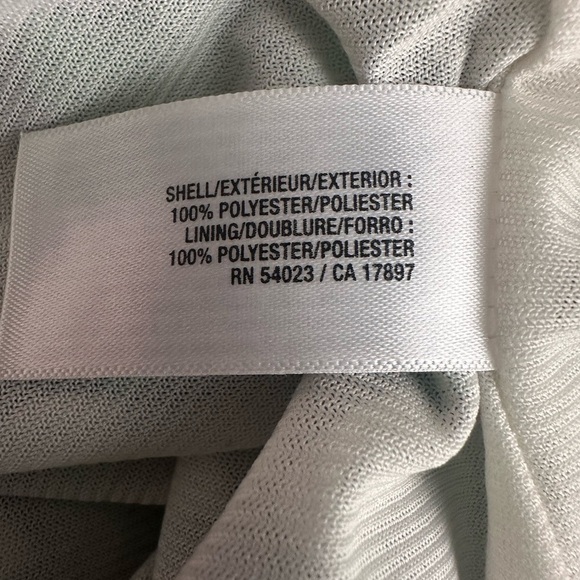 SHELL/EXTÉRIEUR/EXTERIOR :
100% POLYESTER/POLIESTER
LINING/DOUBLURE/FORRO :
100% POLYESTER/POLIESTER
RN 54023 / CA 17897